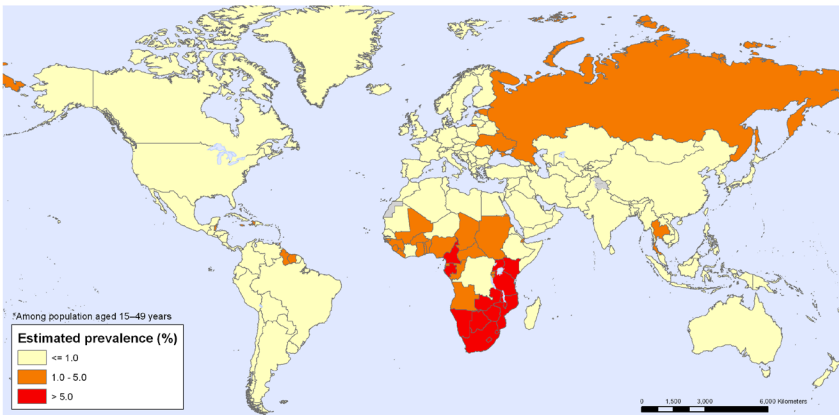 *Among population aged 15–49 years
Estimated prevalence (%)
<= 1.0
1.0 - 5.0
> 5.0
0 1,500 3,000 6,000 Kilometers